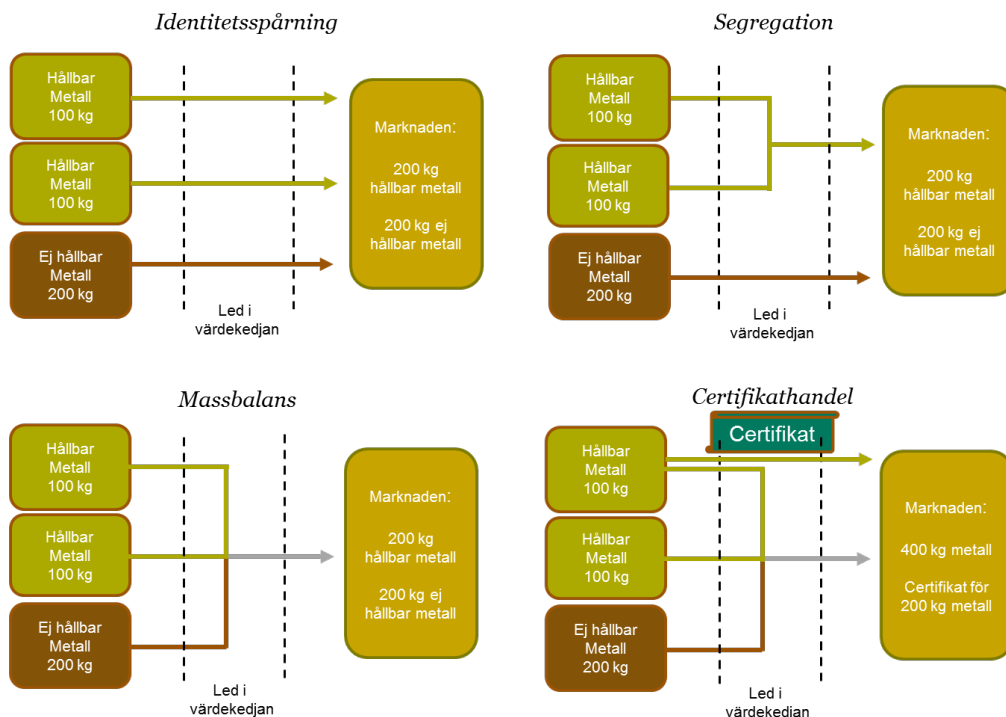 Identitetsspårning
Hållbar
Metall
100 kg
Hållbar
Metall
100 kg
Ej hållbar
Metall
200 kg
Led i
värdekedjan
Marknaden:
200 kg
hållbar metall
200 kg ej
hållbar metall
Segregation
Hållbar
Metall
100 kg
Hållbar
Metall
100 kg
Ej hållbar
Metall
200 kg
Led i
värdekedjan
Marknaden:
200 kg
hållbar metall
200 kg ej
hållbar metall
Massbalans
Hållbar
Metall
100 kg
Hållbar
Metall
100 kg
Ej hållbar
Metall
200 kg
Led i
värdekedjan
Marknaden:
200 kg
hållbar metall
200 kg ej
hållbar metall
Certifikathandel
Certifikat
Hållbar
Metall
100 kg
Hållbar
Metall
100 kg
Ej hållbar
Metall
200 kg
Led i
värdekedjan
Marknaden:
400 kg metall
Certifikat för
200 kg metall